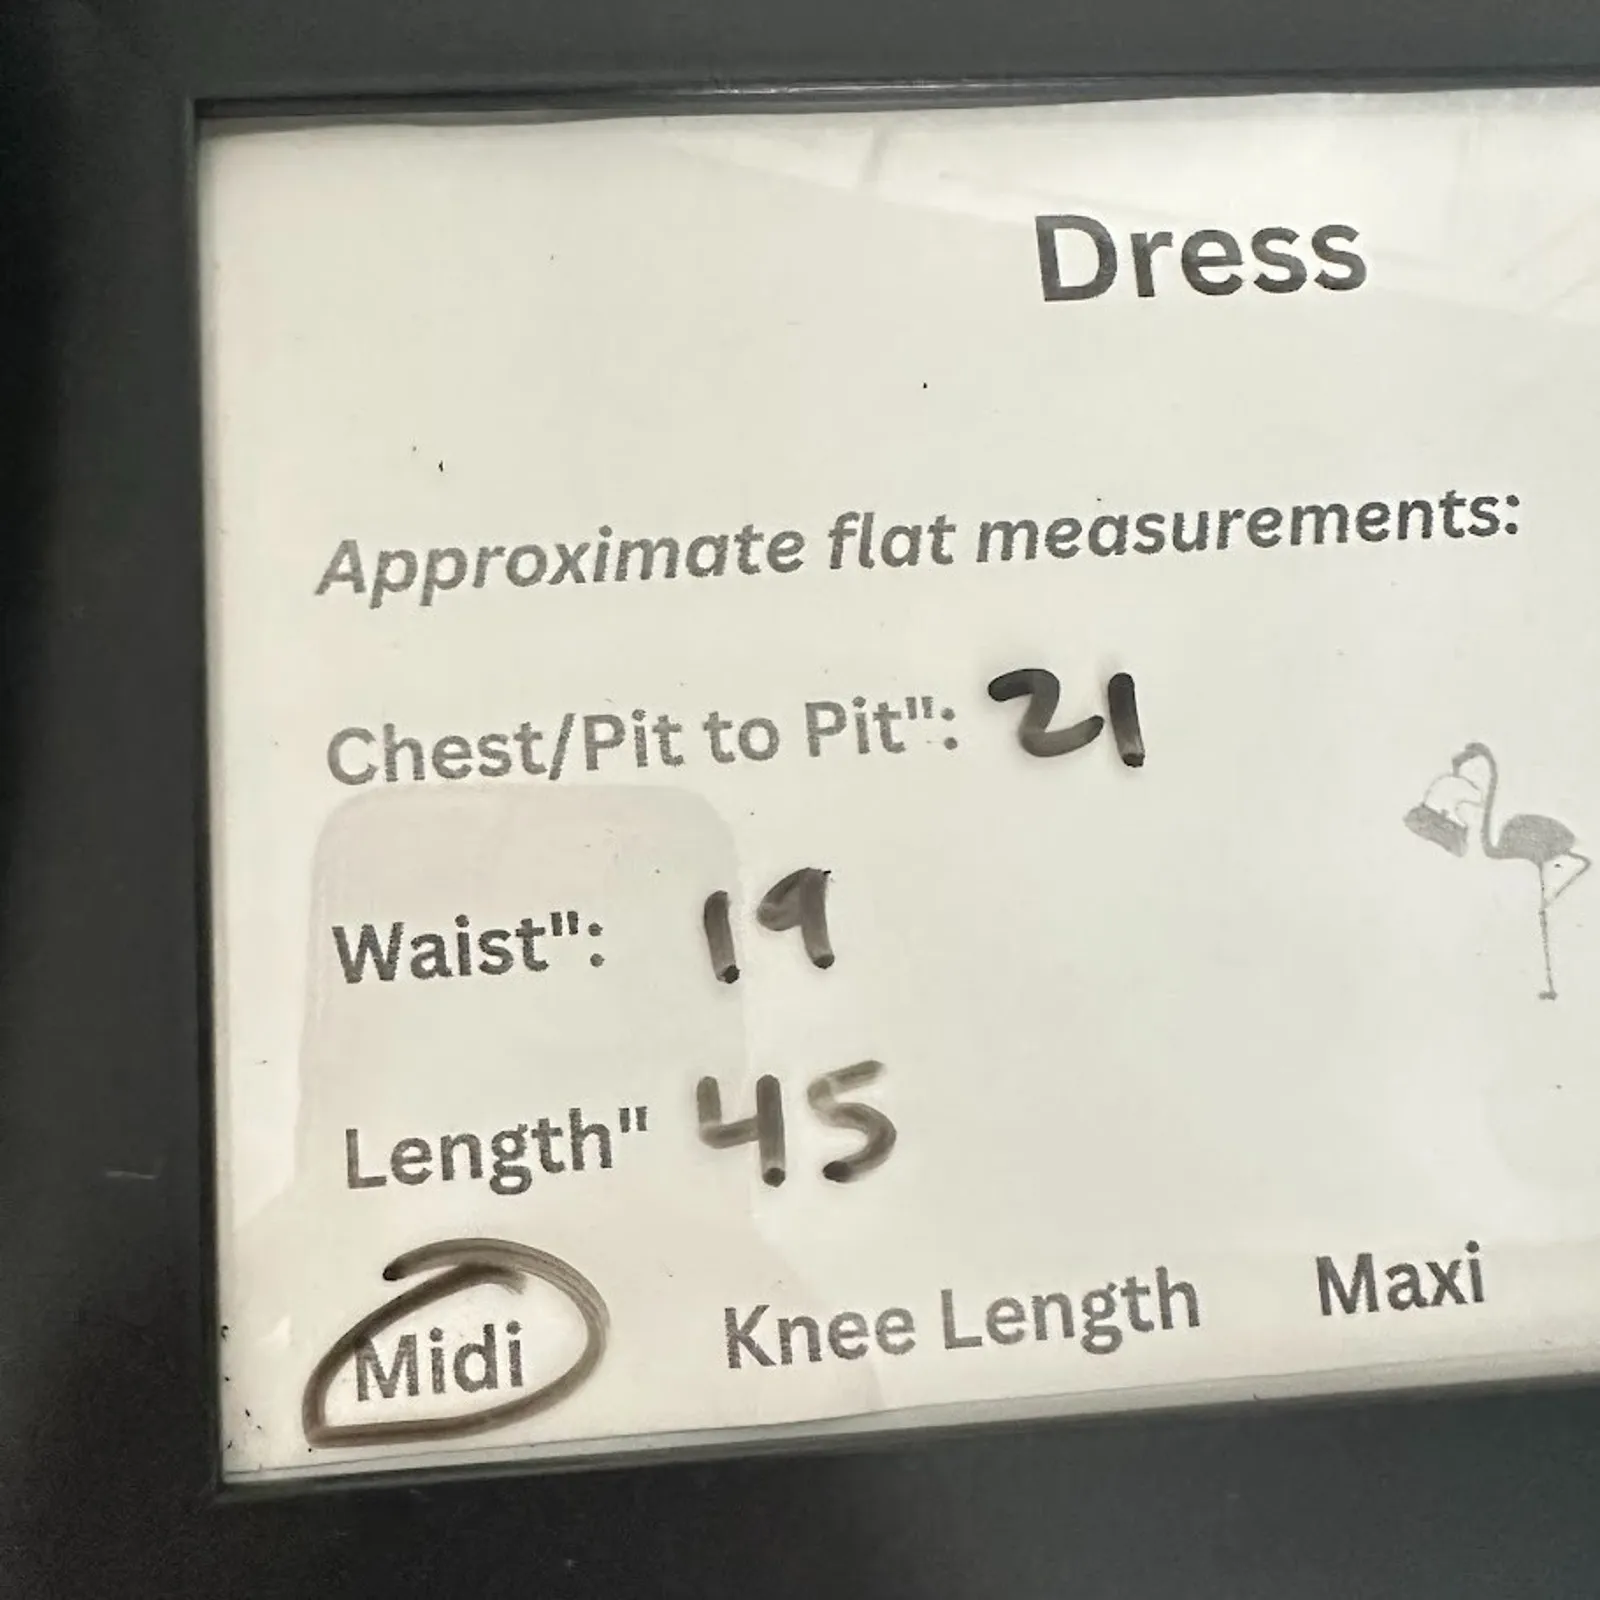 Dress
Approximate flat measurements:
Chest/Pit to Pit": 21
Waist": 19
Length" 45
Midi Knee Length Maxi